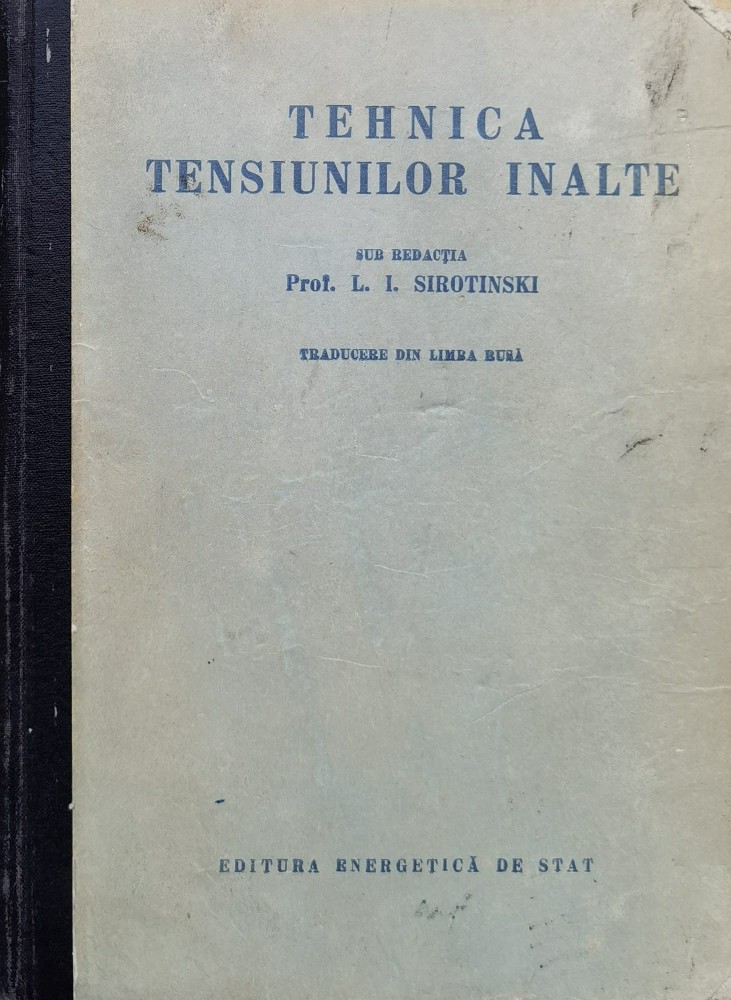 TEHNICA
TENSIUNILOR INALTE
SUB REDACŢIA
Prof. L. I. SIROTINSKI
TRADUCERE DIN LIMBA RUSĂ
EDITURA ENERGETICĂ DE STAT